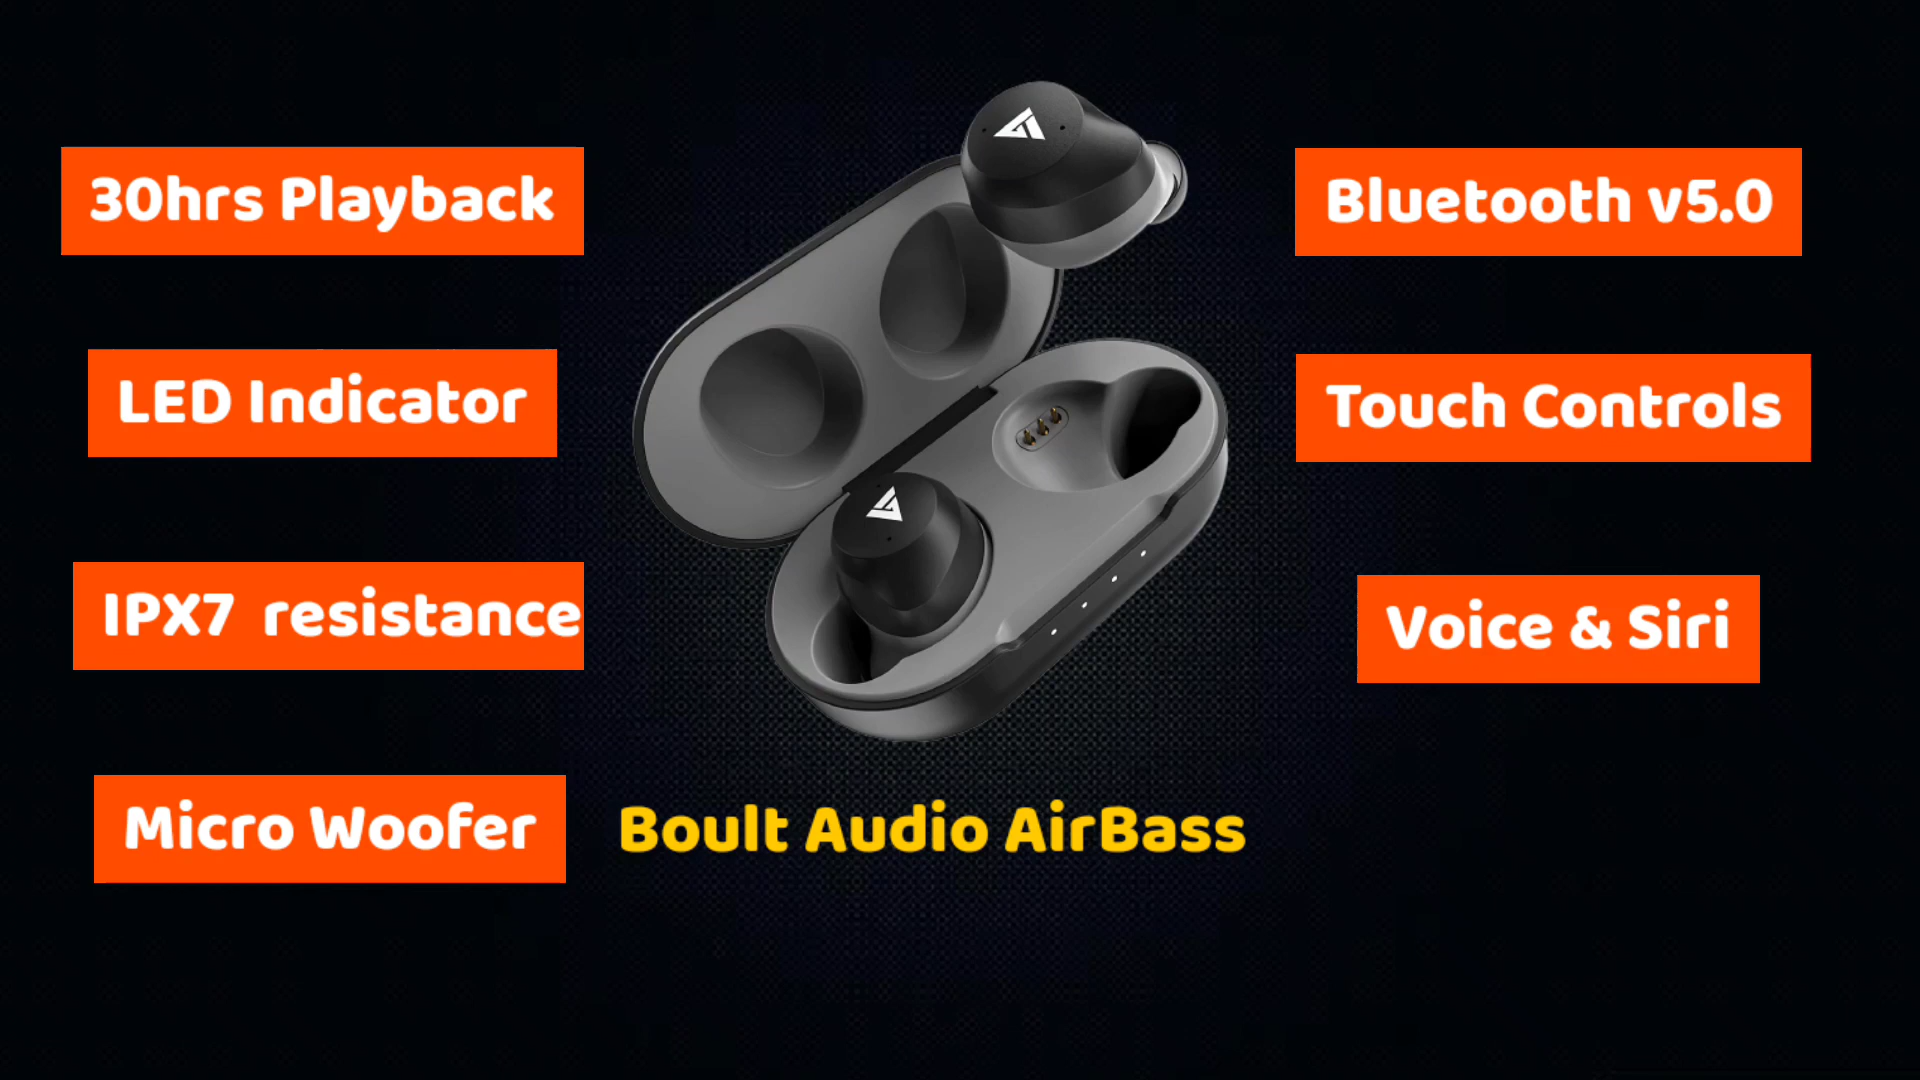 30hrs Playback
LED Indicator
IPX7  resistance
Micro Woofer
Bluetooth v5.0
Touch Controls
Voice & Siri
Boult Audio AirBass